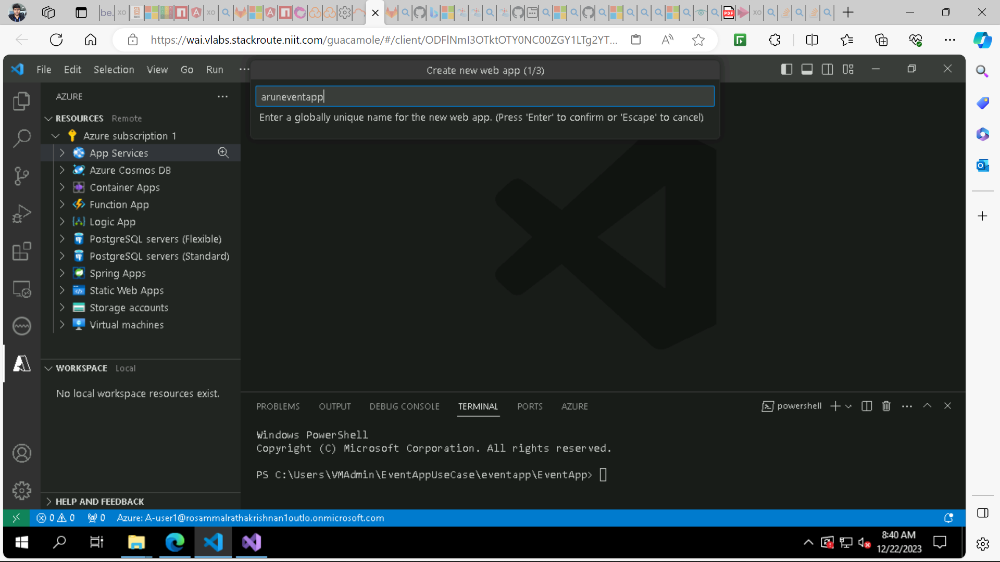 be.
xo
xo
PDF
xo
https://wai.vlabs.stackroute.niit.com/guacamole/#/client/ODFlNmI3OTktOTY0NC00ZGY1LTg2YT...
File Edit Selection View Go Run ...
Create new web app (1/3)
aruneventapp
Enter a globally unique name for the new web app. (Press 'Enter' to confirm or 'Escape' to cancel)
AZURE
RESOURCES Remote
Azure subscription 1
App Services
Azure Cosmos DB
Container Apps
Function App
Logic App
PostgreSQL servers (Flexible)
PostgreSQL servers (Standard)
Spring Apps
Static Web Apps
Storage accounts
Virtual machines
WORKSPACE Local
No local workspace resources exist.
HELP AND FEEDBACK
PROBLEMS OUTPUT DEBUG CONSOLE TERMINAL PORTS AZURE
powershell
Windows PowerShell
Copyright (C) Microsoft Corporation. All rights reserved.
PS C:\Users\VMAdmin\EventAppUseCase\eventapp\EventApp>
0 0 0 Azure: A-user1@rosammalrathakrishnan1outlo.onmicrosoft.com
8:40 AM
12/22/2023